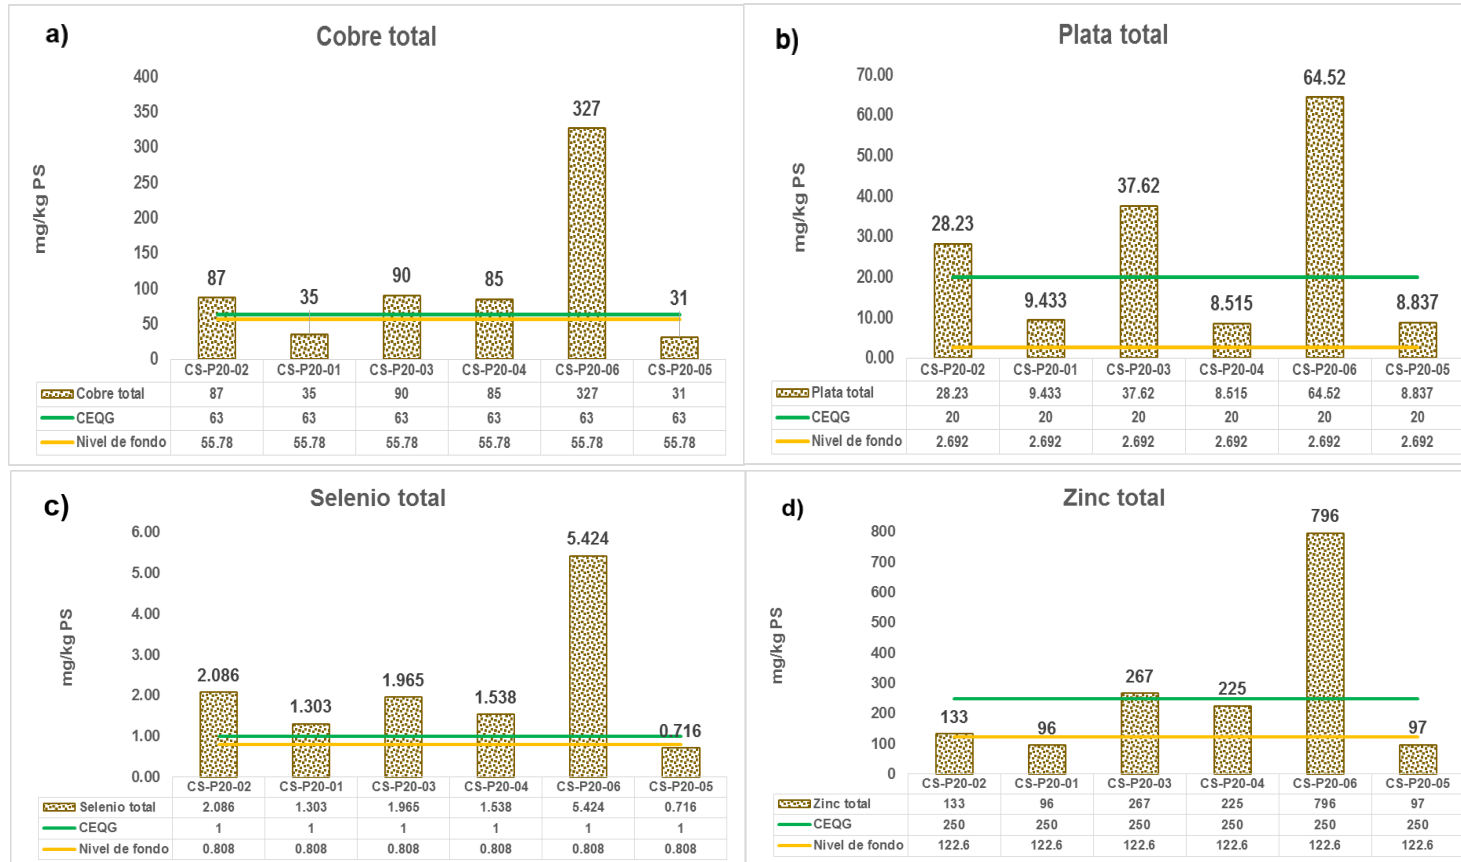 a)
Cobre total
mg/kg PS
400
350
300
250
200
150
100
50
0
87
35
90
85
327
31
CS-P20-02 CS-P20-01 CS-P20-03 CS-P20-04 CS-P20-06 CS-P20-05
Cobre total 87 35 90 85 327 31
CEQG 63 63 63 63 63 63
Nivel de fondo 55.78 55.78 55.78 55.78 55.78 55.78
b)
Plata total
mg/kg PS
70.00
60.00
50.00
40.00
30.00
20.00
10.00
0.00
28.23
9.433
37.62
8.515
64.52
8.837
CS-P20-02 CS-P20-01 CS-P20-03 CS-P20-04 CS-P20-06 CS-P20-05
Plata total 28.23 9.433 37.62 8.515 64.52 8.837
CEQG 20 20 20 20 20 20
Nivel de fondo 2.692 2.692 2.692 2.692 2.692 2.692
c)
Selenio total
mg/kg PS
6.00
5.00
4.00
3.00
2.00
1.00
0.00
2.086
1.303
1.965
1.538
5.424
0.716
CS-P20-02 CS-P20-01 CS-P20-03 CS-P20-04 CS-P20-06 CS-P20-05
Selenio total 2.086 1.303 1.965 1.538 5.424 0.716
CEQG 1 1 1 1 1 1
Nivel de fondo 0.808 0.808 0.808 0.808 0.808 0.808
d)
Zinc total
mg/kg PS
800
700
600
500
400
300
200
100
0
133
96
267
225
796
97
CS-P20-02 CS-P20-01 CS-P20-03 CS-P20-04 CS-P20-06 CS-P20-05
Zinc total 133 96 267 225 796 97
CEQG 250 250 250 250 250 250
Nivel de fondo 122.6 122.6 122.6 122.6 122.6 122.6